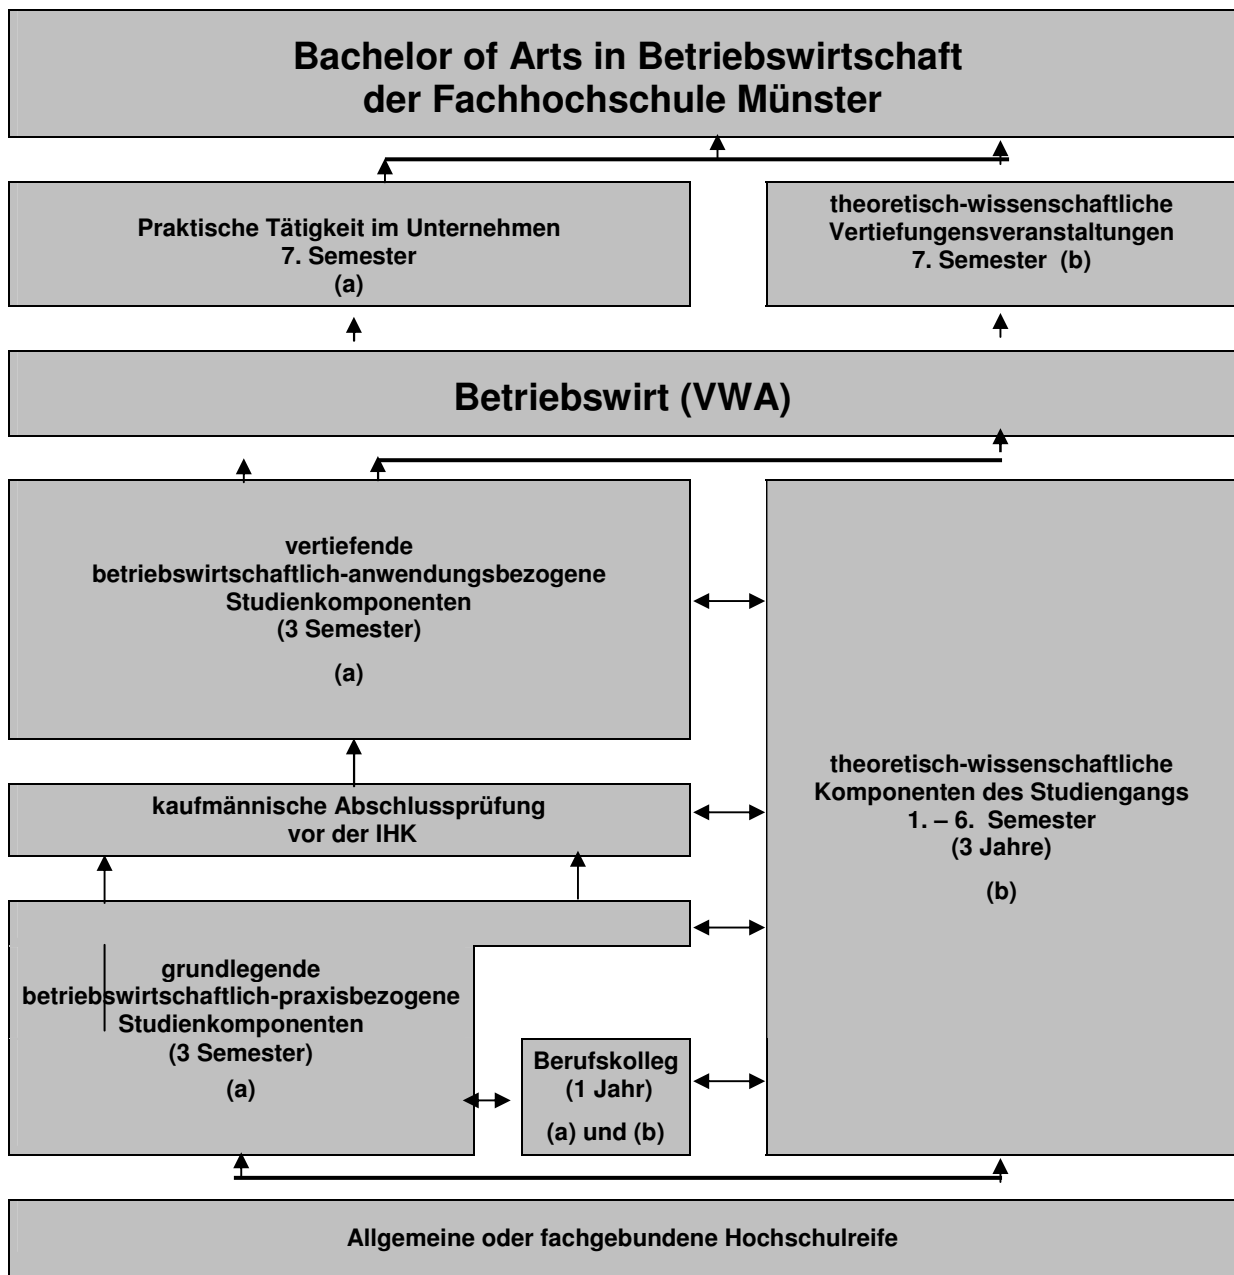 Bachelor of Arts in Betriebswirtschaft
der Fachhochschule Münster
Praktische Tätigkeit im Unternehmen
7. Semester
(a)
theoretisch-wissenschaftliche
Vertiefungensveranstaltungen
7. Semester (b)
Betriebswirt (VWA)
vertiefende
betriebswirtschaftlich-anwendungsbezogene
Studienkomponenten
(3 Semester)
(a)
kaufmännische Abschlussprüfung
vor der IHK
theoretisch-wissenschaftliche
Komponenten des Studiengangs
1. – 6. Semester
(3 Jahre)
(b)
grundlegende
betriebswirtschaftlich-praxisbezogene
Studienkomponenten
(3 Semester)
(a)
Berufskolleg
(1 Jahr)
(a) und (b)
Allgemeine oder fachgebundene Hochschulreife